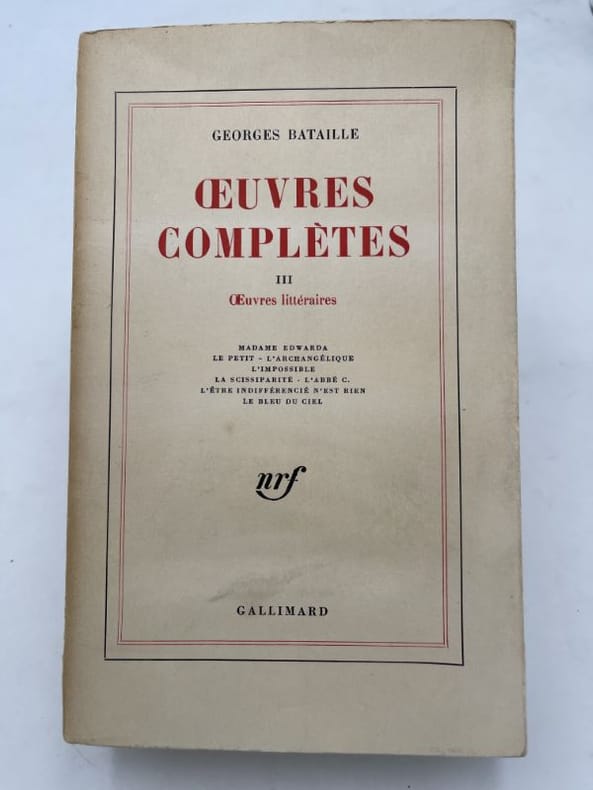 GEORGES BATAILLE
ŒUVRES
COMPLÈTES
III
Œuvres littéraires
MADAME EDWARDA
LE PETIT - L'ARCHANGÉLIQUE
L'IMPOSSIBLE
LA SCISSIPARITÉ - L'ABBÉ C.
L'ÊTRE INDIFFÉRENCIÉ N'EST RIEN
LE BLEU DU CIEL
nrf
GALLIMARD